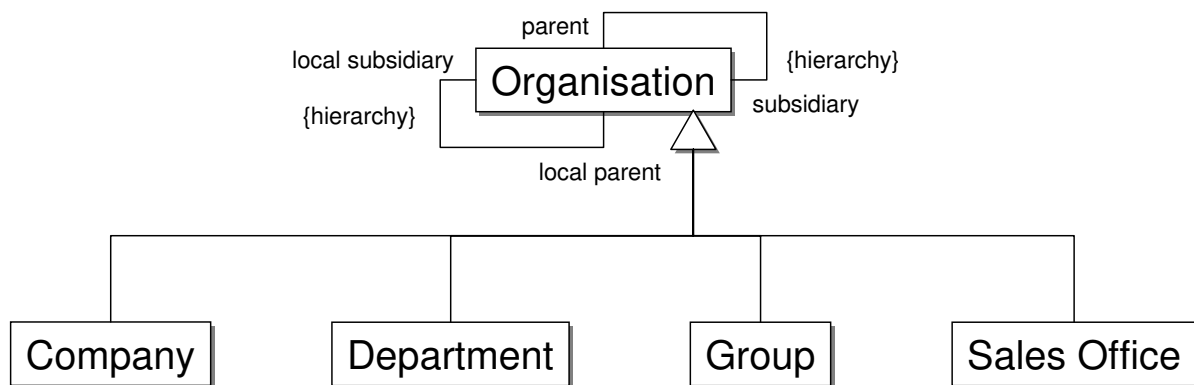 parent
local subsidiary
Organisation
{hierarchy}
subsidiary
{hierarchy}
local parent
Company
Department
Group
Sales Office